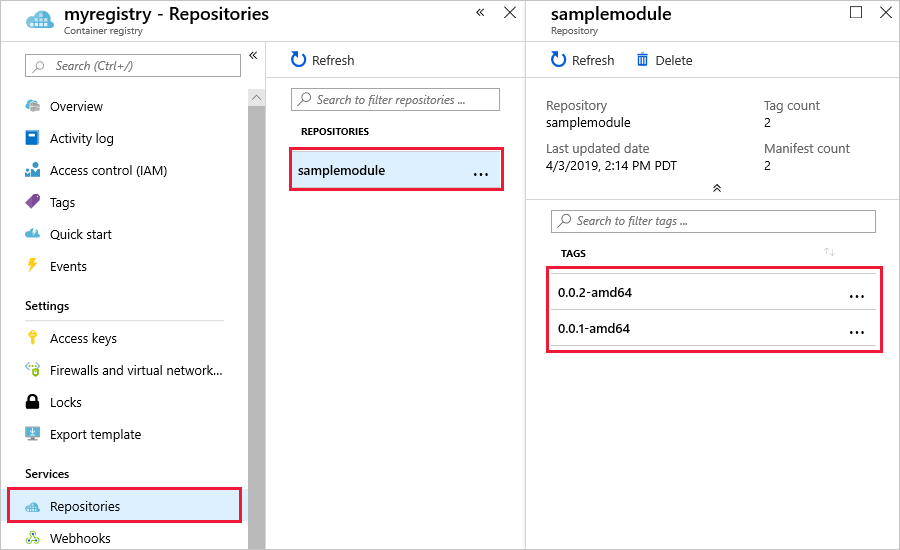 myregistry - Repositories
Container registry
Search (Ctrl+/)
Overview
Activity log
Access control (IAM)
Tags
Quick start
Events
Settings
Access keys
Firewalls and virtual network...
Locks
Export template
Services
Repositories
Webhooks
Refresh
Search to filter repositories ...
REPOSITORIES
samplemodule
samplemodule
Repository
Refresh
Delete
Repository
samplemodule
Tag count
2
Last updated date
4/3/2019, 2:14 PM PDT
Manifest count
2
Search to filter tags ...
TAGS
0.0.2-amd64
0.0.1-amd64